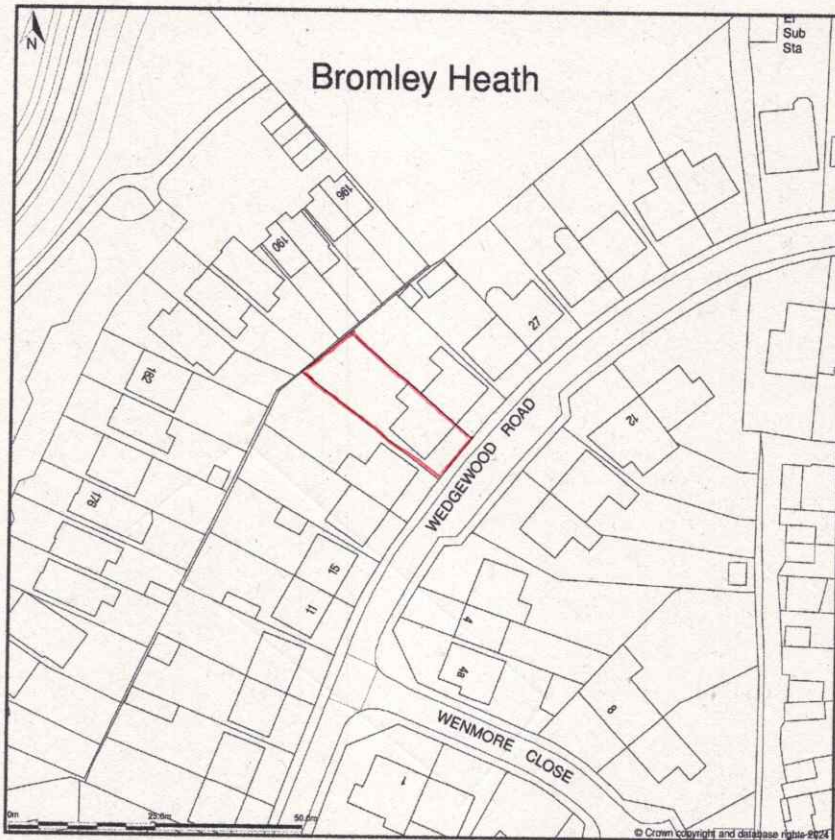 N
Bromley Heath
El
Sub
Sta
196
190
27
182
12
WEDGEWOOD ROAD
178
15
11
4
4a
8
WENMORE CLOSE
1
0m
25.0m
50.0m
© Crown copyright and database rights 2024